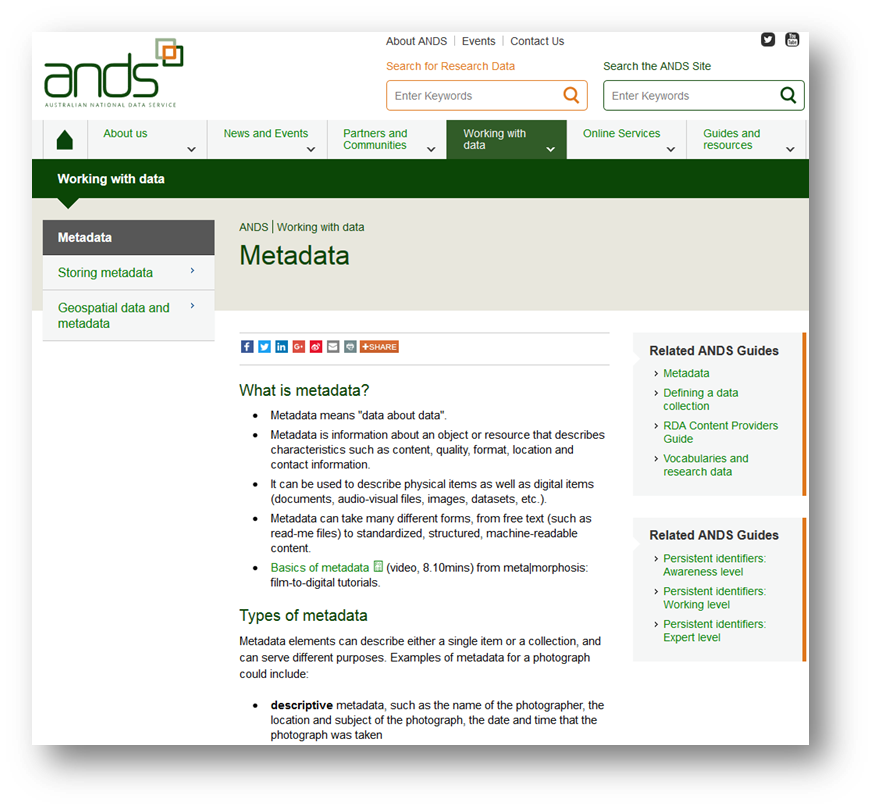 About ANDS | Events | Contact Us
You Tube
ands
AUSTRALIAN NATIONAL DATA SERVICE
Search for Research Data
Search the ANDS Site
Enter Keywords
Enter Keywords
About us
News and Events
Partners and
Communities
Working with
data
Online Services
Guides and
resources
Working with data
Metadata
Storing metadata
Geospatial data and
metadata
ANDS | Working with data
Metadata
SHARE
What is metadata?
• Metadata means "data about data".
• Metadata is information about an object or resource that describes
characteristics such as content, quality, format, location and
contact information.
• It can be used to describe physical items as well as digital items
(documents, audio-visual files, images, datasets, etc.).
• Metadata can take many different forms, from free text (such as
read-me files) to standardized, structured, machine-readable
content.
• Basics of metadata (video, 8.10mins) from meta|morphosis:
film-to-digital tutorials.
Types of metadata
Metadata elements can describe either a single item or a collection, and
can serve different purposes. Examples of metadata for a photograph
could include:
• descriptive metadata, such as the name of the photographer, the
location and subject of the photograph, the date and time that the
photograph was taken
Related ANDS Guides
Metadata
Defining a data
collection
RDA Content Providers
Guide
Vocabularies and
research data
Related ANDS Guides
Persistent identifiers:
Awareness level
Persistent identifiers:
Working level
Persistent identifiers:
Expert level